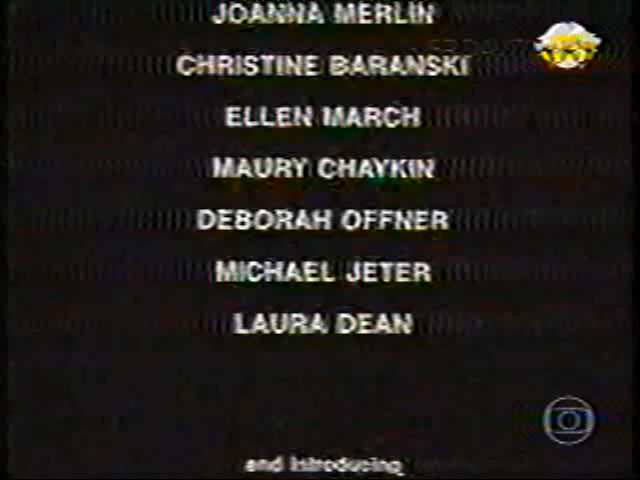 JOANNA MERLIN
CHRISTINE BARANSKI
ELLEN MARCH
MAURY CHAYKIN
DEBORAH OFFNER
MICHAEL JETER
LAURA DEAN
and introducing